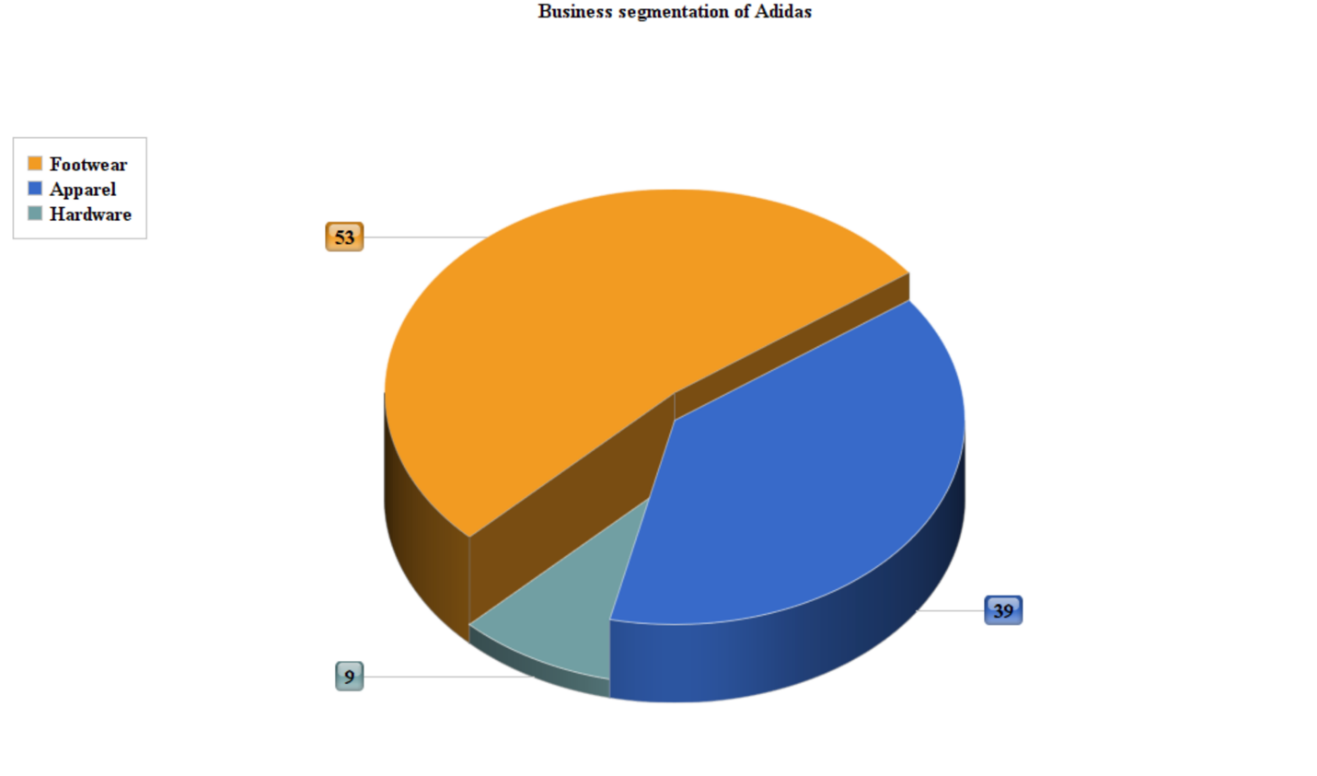 Business segmentation of Adidas
Footwear
Apparel
Hardware
53
39
9